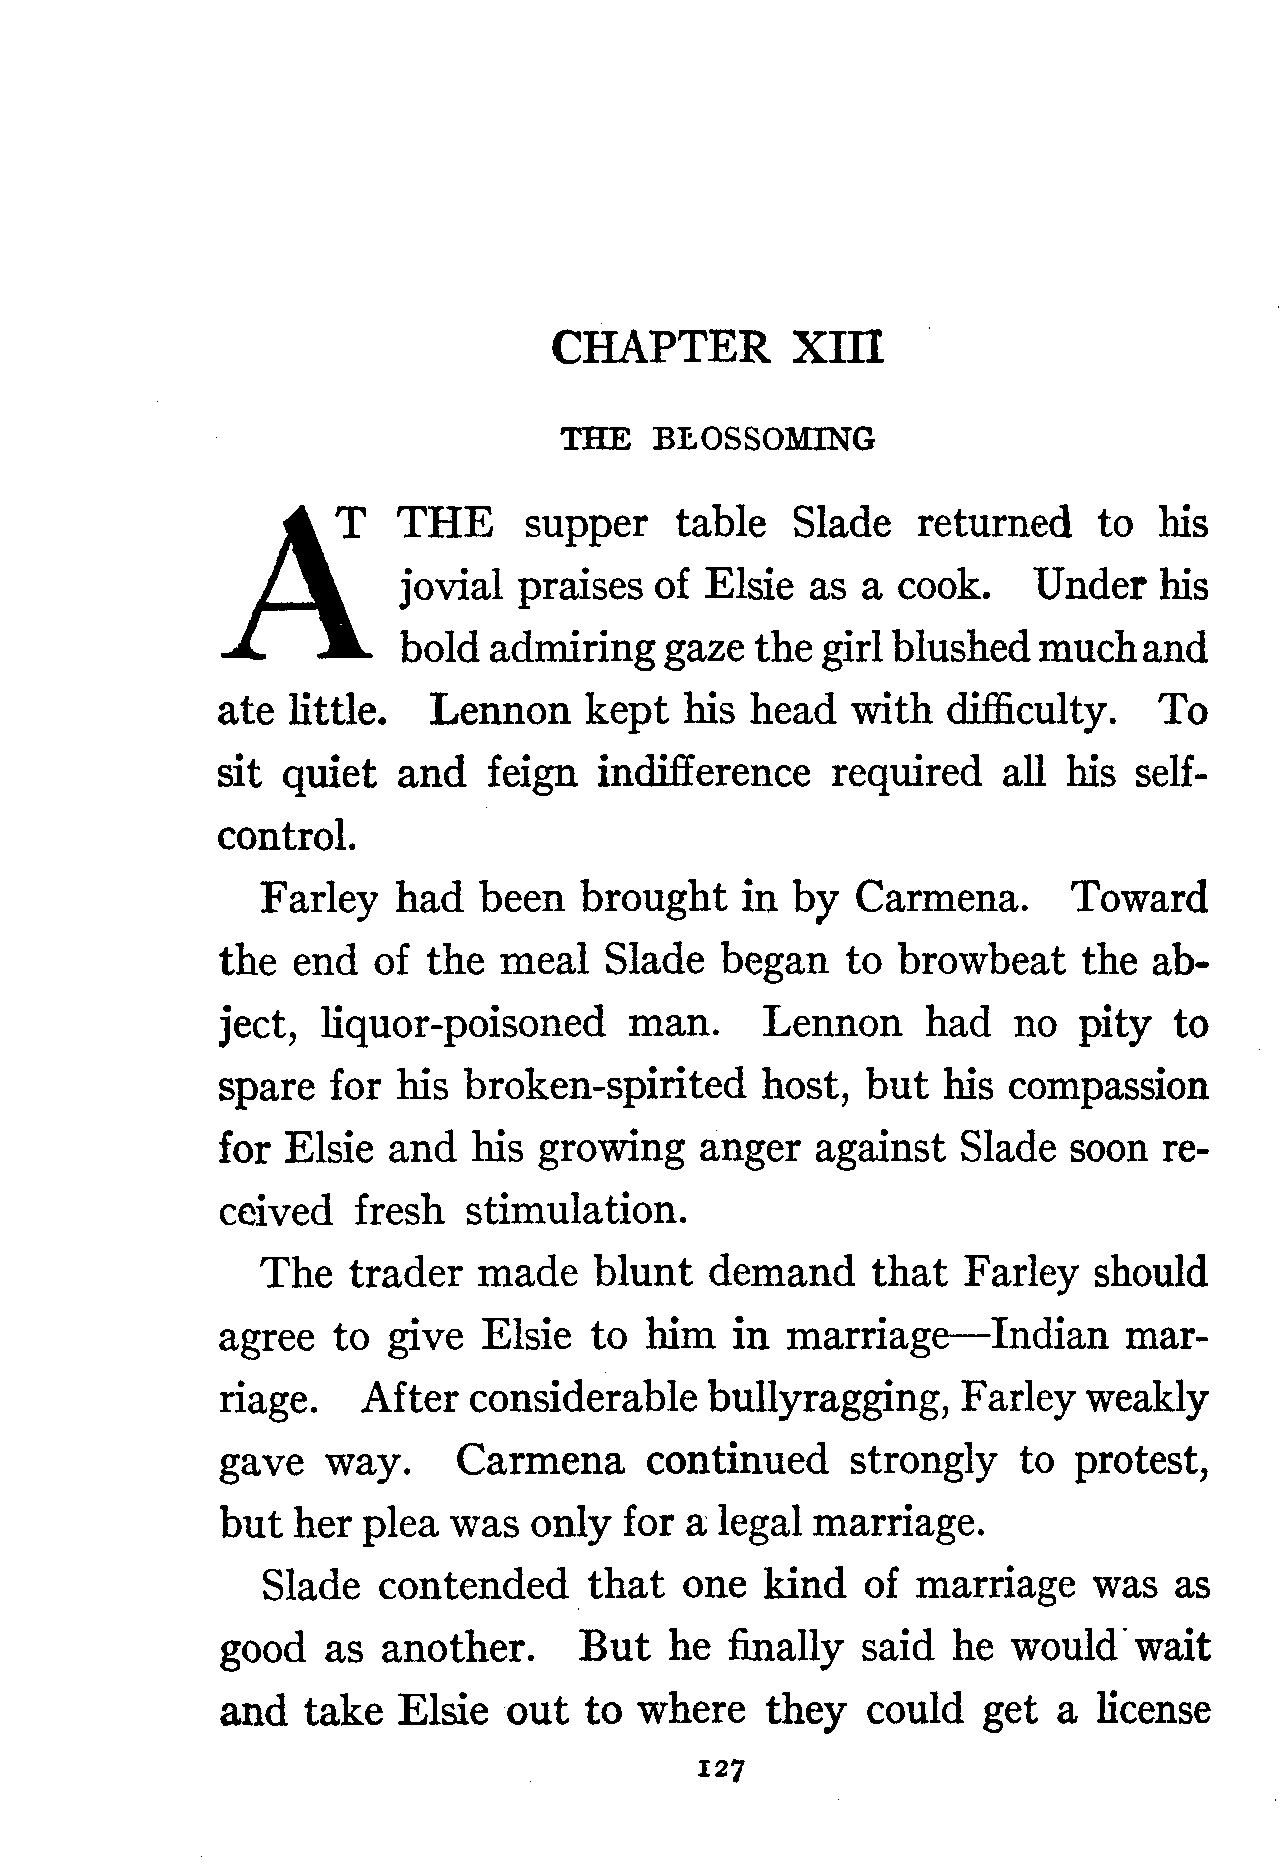 CHAPTER XIII
THE BLOSSOMING
AT THE supper table Slade returned to his
jovial praises of Elsie as a cook. Under his
bold admiring gaze the girl blushed much and
ate little. Lennon kept his head with difficulty. To
sit quiet and feign indifference required all his self-
control.
Farley had been brought in by Carmena. Toward
the end of the meal Slade began to browbeat the ab-
ject, liquor-poisoned man. Lennon had no pity to
spare for his broken-spirited host, but his compassion
for Elsie and his growing anger against Slade soon re-
ceived fresh stimulation.
The trader made blunt demand that Farley should
agree to give Elsie to him in marriage—Indian mar-
riage. After considerable bullyragging, Farley weakly
gave way. Carmena continued strongly to protest,
but her plea was only for a legal marriage.
Slade contended that one kind of marriage was as
good as another. But he finally said he would wait
and take Elsie out to where they could get a license
127